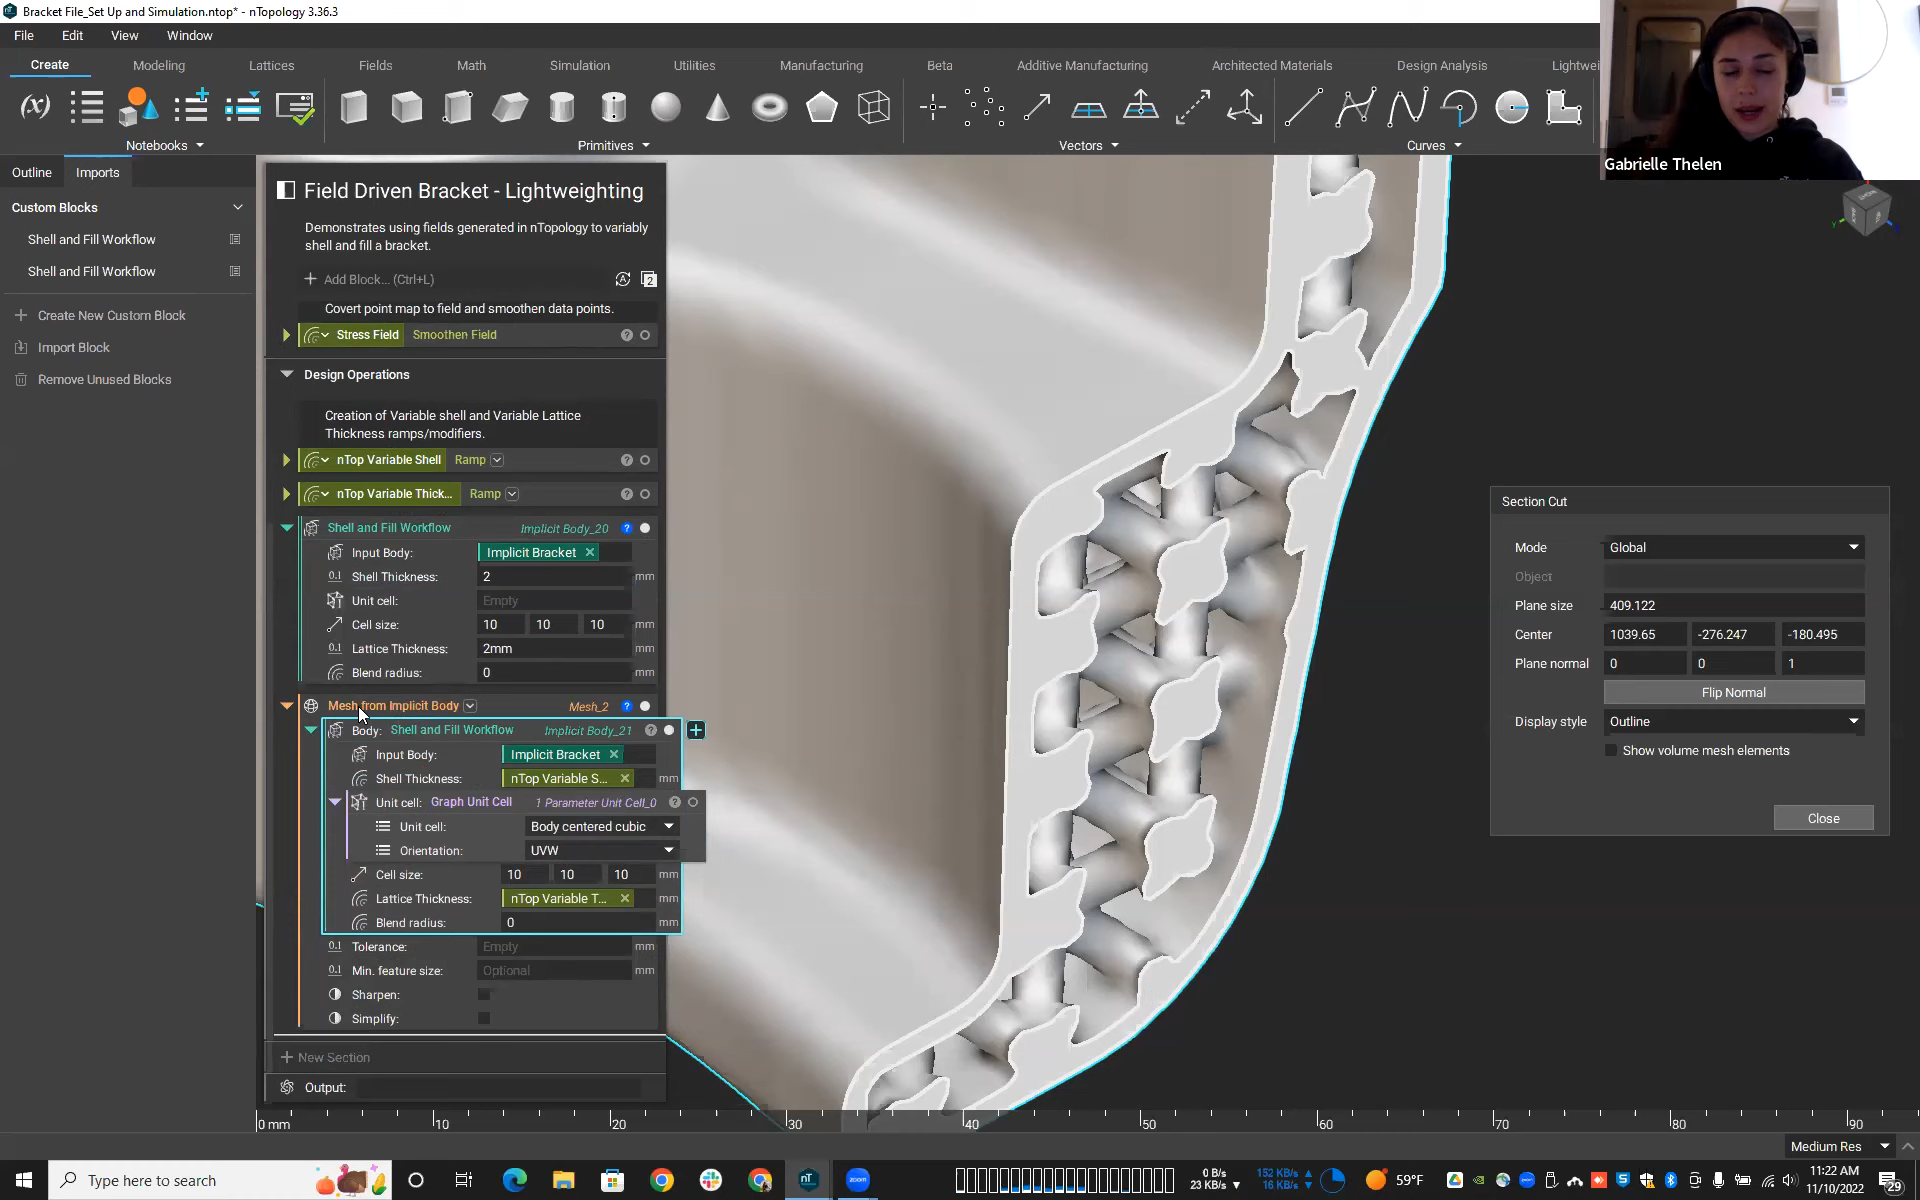 Bracket File_Set Up and Simulation.ntop* - nTopology 3.36.3
File Edit View Window
Create Modeling Lattices Fields Math Simulation Utilities Manufacturing Beta Additive Manufacturing Architected Materials Design Analysis Lightwei
Notebooks Primitives Vectors Curves
Gabrielle Thelen
Outline Imports
Custom Blocks
Shell and Fill Workflow
Shell and Fill Workflow
Create New Custom Block
Import Block
Remove Unused Blocks
Field Driven Bracket - Lightweighting
Demonstrates using fields generated in nTopology to variably
shell and fill a bracket.
Add Block... (Ctrl+L) 2
Covert point map to field and smoothen data points.
Stress Field Smoothen Field ?
Design Operations
Creation of Variable shell and Variable Lattice
Thickness ramps/modifiers.
nTop Variable Shell Ramp ?
nTop Variable Thick... Ramp ?
Shell and Fill Workflow Implicit Body_20 ?
Input Body: Implicit Bracket
0.1 Shell Thickness: 2 mm
Unit cell: Empty
Cell size: 10 10 10 mm
0.1 Lattice Thickness: 2mm mm
Blend radius: 0 mm
Mesh from Implicit Body Mesh_2 ?
Body: Shell and Fill Workflow Implicit Body_21 ?
Input Body: Implicit Bracket
Shell Thickness: nTop Variable S... mm
Unit cell: Graph Unit Cell 1 Parameter Unit Cell_0 ?
Unit cell: Body centered cubic
Orientation: UVW
Cell size: 10 10 10 mm
Lattice Thickness: nTop Variable T... mm
Blend radius: 0 mm
0.1 Tolerance: Empty mm
0.1 Min. feature size: Optional mm
Sharpen:
Simplify:
+ New Section
Output:
Section Cut
Mode Global
Object
Plane size 409.122
Center 1039.65 -276.247 -180.495
Plane normal 0 0 1
Flip Normal
Display style Outline
Show volume mesh elements
Close
0 mm 10 20 30 40 50 60 70 80 90
Medium Res
Type here to search
nT
zoom
0 B/s
23 KB/s
152 KB/s
16 KB/s
59°F
11:22 AM
11/10/2022
29